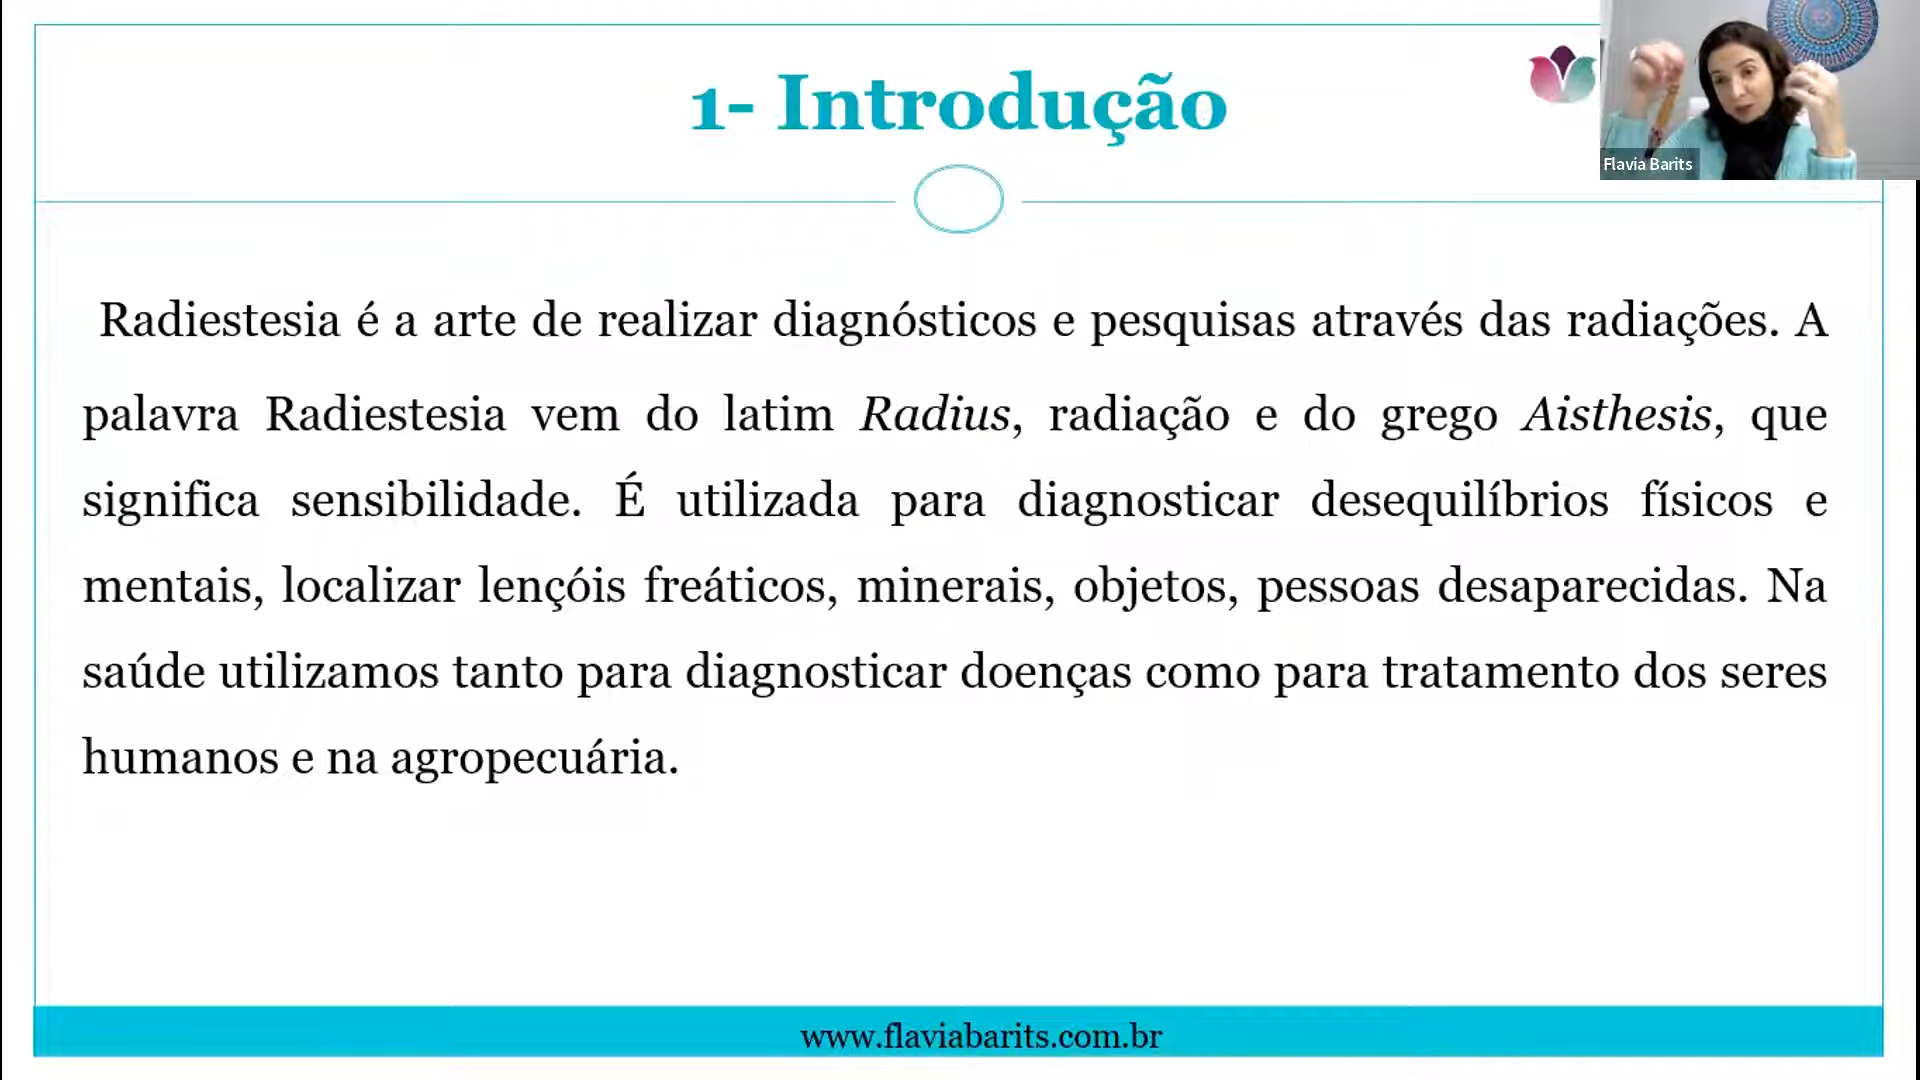 1- Introdução
Flavia Barits
Radiestesia é a arte de realizar diagnósticos e pesquisas através das radiações. A
palavra Radiestesia vem do latim Radius, radiação e do grego Aisthesis, que
significa sensibilidade. É utilizada para diagnosticar desequilíbrios físicos e
mentais, localizar lençóis freáticos, minerais, objetos, pessoas desaparecidas. Na
saúde utilizamos tanto para diagnosticar doenças como para tratamento dos seres
humanos e na agropecuária.
www.flaviabarits.com.br